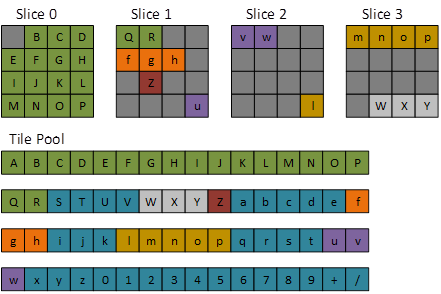 Slice 0 Slice 1 Slice 2 Slice 3
B C D Q R v w m n o p
E F G H f g h
I J K L Z
M N O P u l W X Y
Tile Pool
A B C D E F G H I J K L M N O P
Q R S T U V W X Y Z a b c d e f
g h i j k l m n o p q r s t u v
w x y z 0 1 2 3 4 5 6 7 8 9 + /